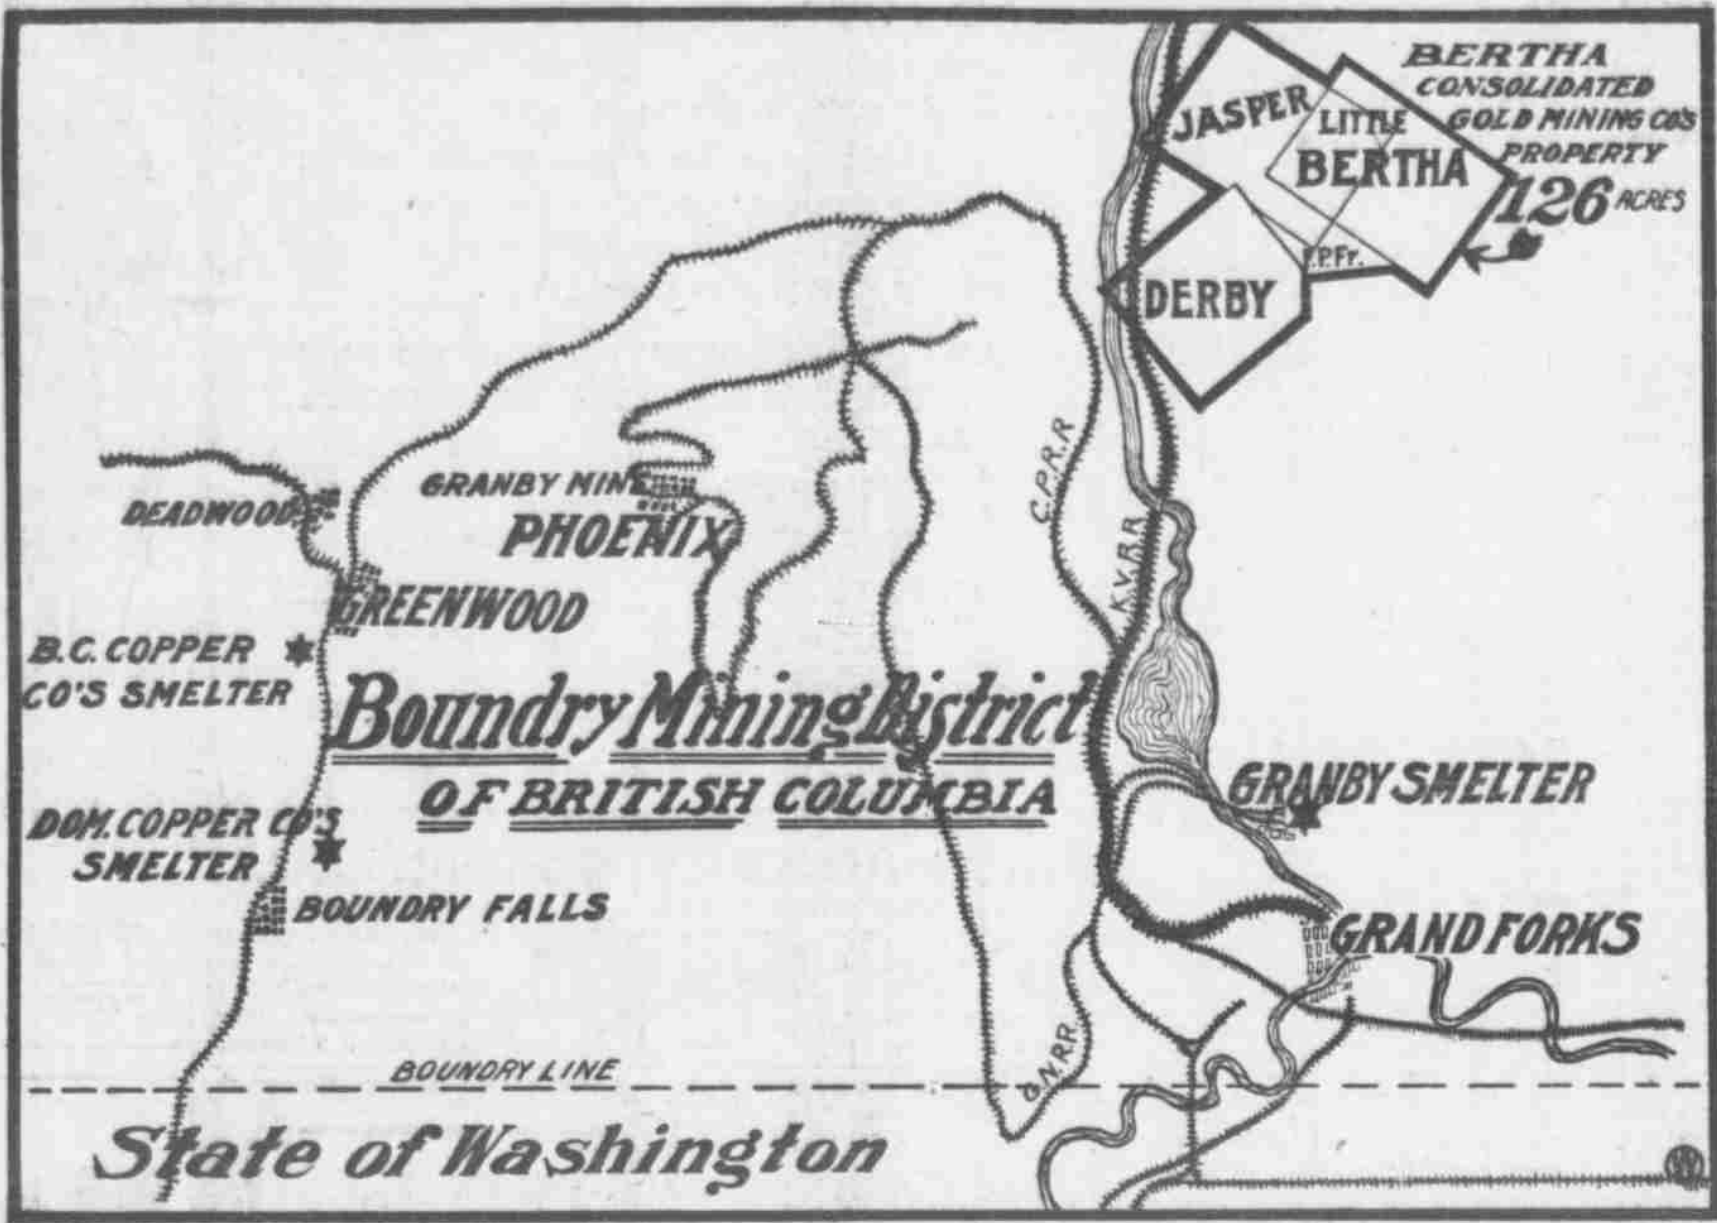 BERTHA
CONSOLIDATED
GOLD MINING CO'S
PROPERTY
126 ACRES
JASPER
LITTLE
BERTHA
P.P.Fr.
DERBY
C.P.R.R
K.V.R.R
DEADWOOD
GRANBY MINE
PHOENIX
GREENWOOD
B.C. COPPER
CO'S SMELTER
Boundry Mining District
OF BRITISH COLUMBIA
GRANBY SMELTER
DOM. COPPER CO'S
SMELTER
BOUNDRY FALLS
GRAND FORKS
G.N.R.R.
BOUNDRY LINE
State of Washington